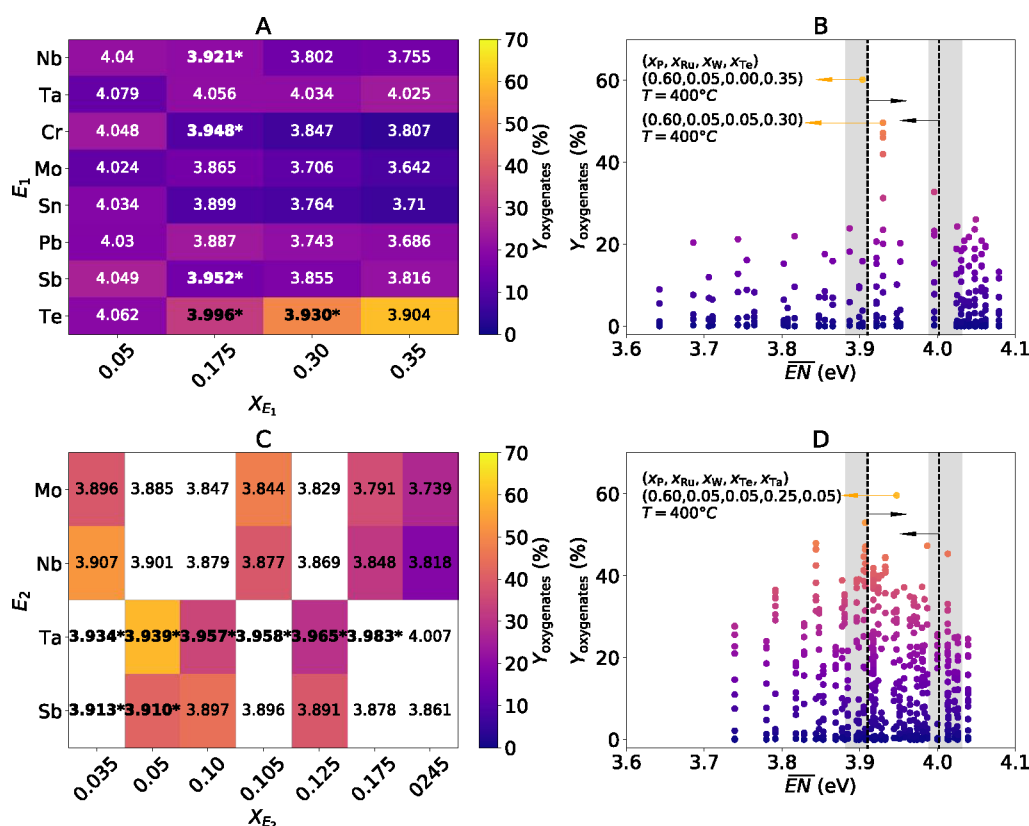 A
Nb 4.04 3.921* 3.802 3.755
Ta 4.079 4.056 4.034 4.025
Cr 4.048 3.948* 3.847 3.807
Mo 4.024 3.865 3.706 3.642
Sn 4.034 3.899 3.764 3.71
Pb 4.03 3.887 3.743 3.686
Sb 4.049 3.952* 3.855 3.816
Te 4.062 3.996* 3.930* 3.904
E1
0.05 0.175 0.30 0.35
XE1
70
60
50
40
30
20
10
0
Yoxygenates (%)
B
(xP, xRu, xW, xTe)
(0.60,0.05,0.00,0.35)
T = 400°C
(0.60,0.05,0.05,0.30)
T = 400°C
Yoxygenates (%)
60
40
20
0
3.6 3.7 3.8 3.9 4.0 4.1
EN (eV)
C
Mo 3.896 3.885 3.847 3.844 3.829 3.791 3.739
Nb 3.907 3.901 3.879 3.877 3.869 3.848 3.818
Ta 3.934* 3.939* 3.957* 3.958* 3.965* 3.983* 4.007
Sb 3.913* 3.910* 3.897 3.896 3.891 3.878 3.861
E2
0.035 0.05 0.10 0.105 0.125 0.175 0245
XE2
70
60
50
40
30
20
10
0
Yoxygenates (%)
D
(xP, xRu, xW, xTe, xTa)
(0.60,0.05,0.05,0.25,0.05)
T = 400°C
Yoxygenates (%)
60
40
20
0
3.6 3.7 3.8 3.9 4.0 4.1
EN (eV)